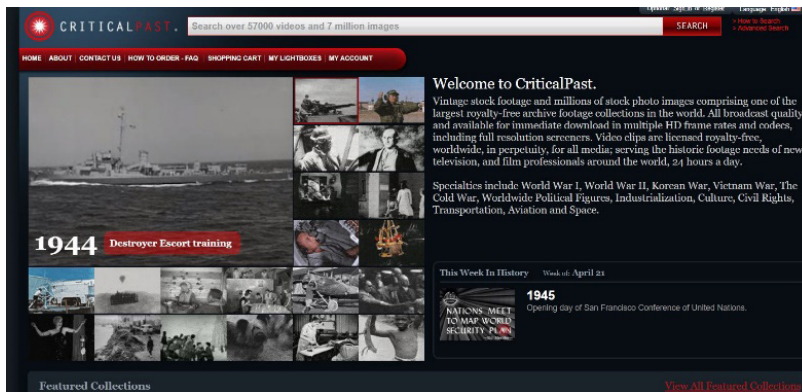 Optional: Sign In or Register Language: English
CRITICALPAST.
Search over 57000 videos and 7 million images
SEARCH
» How to Search
» Advanced Search
HOME | ABOUT | CONTACT US | HOW TO ORDER - FAQ | SHOPPING CART | MY LIGHTBOXES | MY ACCOUNT
1944 Destroyer Escort training
Welcome to CriticalPast.
Vintage stock footage and millions of stock photo images comprising one of the
largest royalty-free archive footage collections in the world. All broadcast quality
and available for immediate download in multiple HD frame rates and codecs,
including full resolution screeners. Video clips are licensed royalty-free,
worldwide, in perpetuity, for all media; serving the historic footage needs of new
television, and film professionals around the world, 24 hours a day.
Specialties include World War I, World War II, Korean War, Vietnam War, The
Cold War, Worldwide Political Figures, Industrialization, Culture, Civil Rights,
Transportation, Aviation and Space.
This Week In History Week of: April 21
NATIONS MEET
TO MAP WORLD
SECURITY PLAN
1945
Opening day of San Francisco Conference of United Nations.
Featured Collections
View All Featured Collections